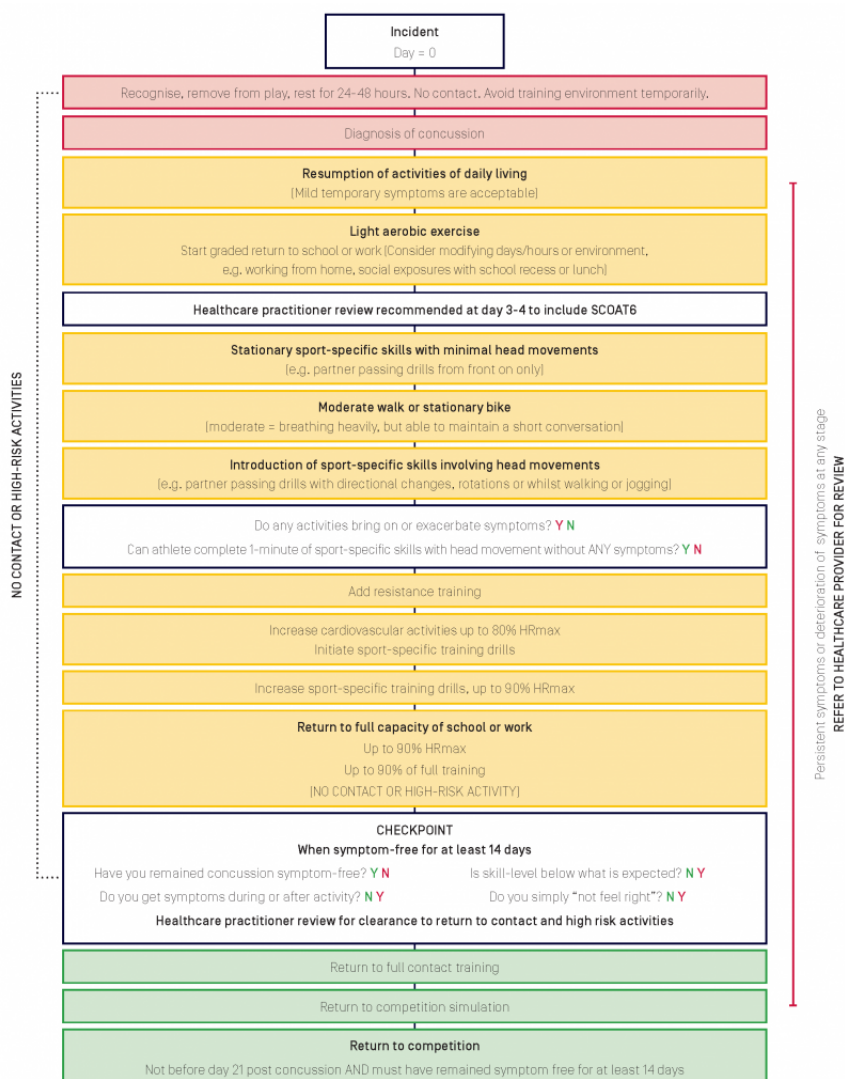 Incident
Day = 0
Recognise, remove from play, rest for 24-48 hours. No contact. Avoid training environment temporarily.
Diagnosis of concussion
Resumption of activities of daily living
(Mild temporary symptoms are acceptable)
Light aerobic exercise
Start graded return to school or work (Consider modifying days/hours or environment,
e.g. working from home, social exposures with school recess or lunch)
Healthcare practitioner review recommended at day 3-4 to include SCOAT6
Stationary sport-specific skills with minimal head movements
(e.g. partner passing drills from front on only)
Moderate walk or stationary bike
(moderate = breathing heavily, but able to maintain a short conversation)
Introduction of sport-specific skills involving head movements
(e.g. partner passing drills with directional changes, rotations or whilst walking or jogging)
Do any activities bring on or exacerbate symptoms? Y N
Can athlete complete 1-minute of sport-specific skills with head movement without ANY symptoms? Y N
Add resistance training
Increase cardiovascular activities up to 80% HRmax
Initiate sport-specific training drills
Increase sport-specific training drills, up to 90% HRmax
Return to full capacity of school or work
Up to 90% HRmax
Up to 90% of full training
(NO CONTACT OR HIGH-RISK ACTIVITY)
CHECKPOINT
When symptom-free for at least 14 days
Have you remained concussion symptom-free? Y N
Is skill-level below what is expected? N Y
Do you get symptoms during or after activity? N Y
Do you simply “not feel right”? N Y
Healthcare practitioner review for clearance to return to contact and high risk activities
Return to full contact training
Return to competition simulation
Return to competition
Not before day 21 post concussion AND must have remained symptom free for at least 14 days
NO CONTACT OR HIGH-RISK ACTIVITIES
Persistent symptoms or deterioration of symptoms at any stage
REFER TO HEALTHCARE PROVIDER FOR REVIEW